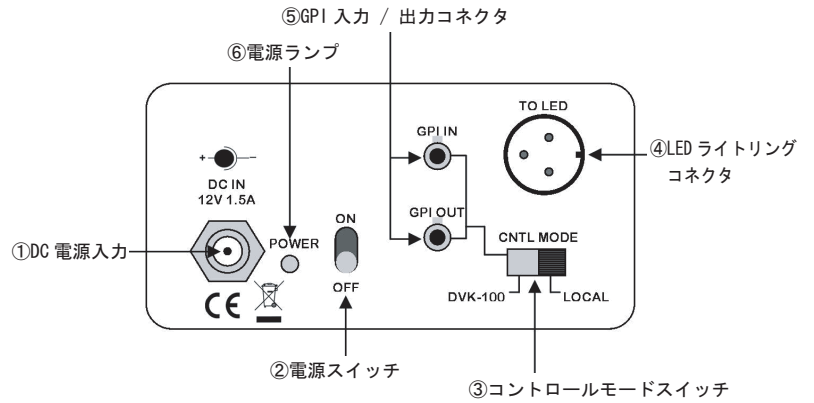 ⑤GPI 入力 / 出力コネクタ
⑥電源ランプ
TO LED
GPI IN
④LED ライトリング
コネクタ
+ −
DC IN
12V 1.5A
GPI OUT
ON
CNTL MODE
①DC 電源入力
POWER
OFF
DVK-100
LOCAL
CE
②電源スイッチ
③コントロールモードスイッチ